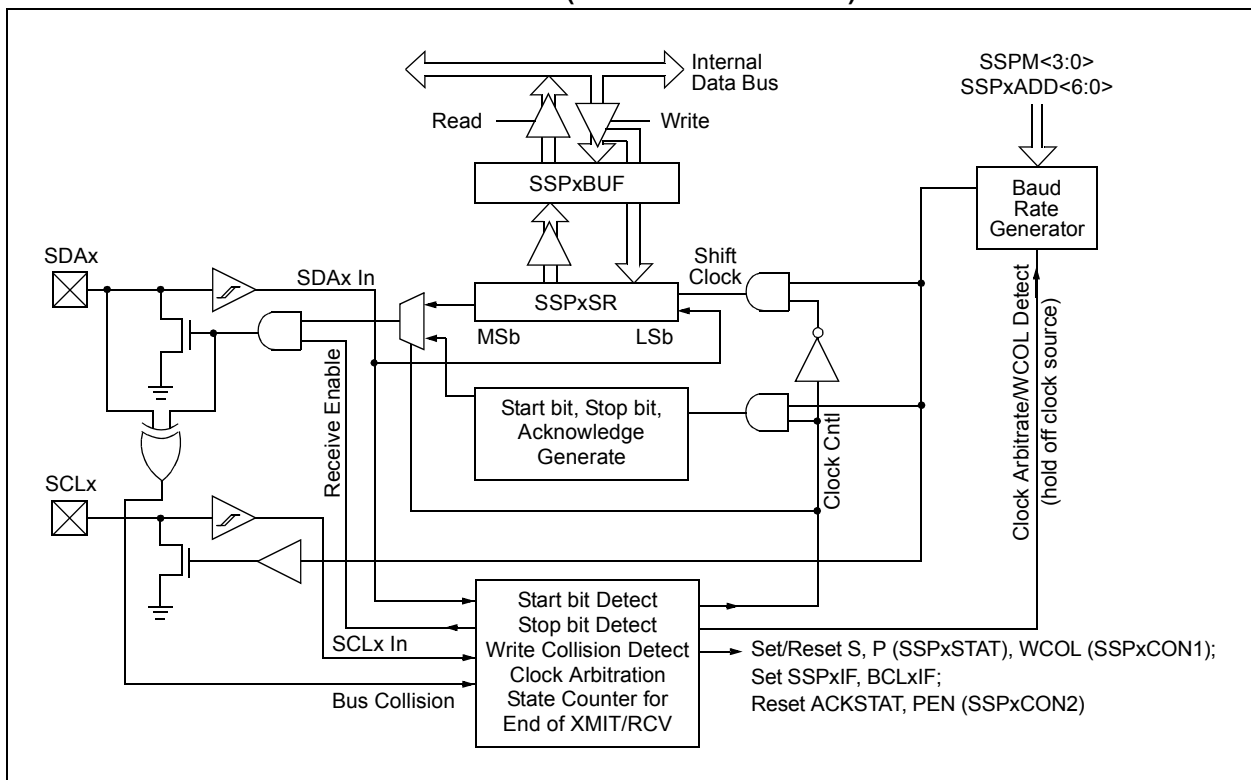 Internal
Data Bus
SSPM<3:0>
SSPxADD<6:0>
Read
Write
SSPxBUF
Baud
Rate
Generator
SDAx
SDAx In
Shift
Clock
SSPxSR
MSb
LSb
Start bit, Stop bit,
Acknowledge
Generate
Receive Enable
Clock Cntl
Clock Arbitrate/WCOL Detect
(hold off clock source)
SCLx
SCLx In
Bus Collision
Start bit Detect
Stop bit Detect
Write Collision Detect
Clock Arbitration
State Counter for
End of XMIT/RCV
Set/Reset S, P (SSPxSTAT), WCOL (SSPxCON1);
Set SSPxIF, BCLxIF;
Reset ACKSTAT, PEN (SSPxCON2)